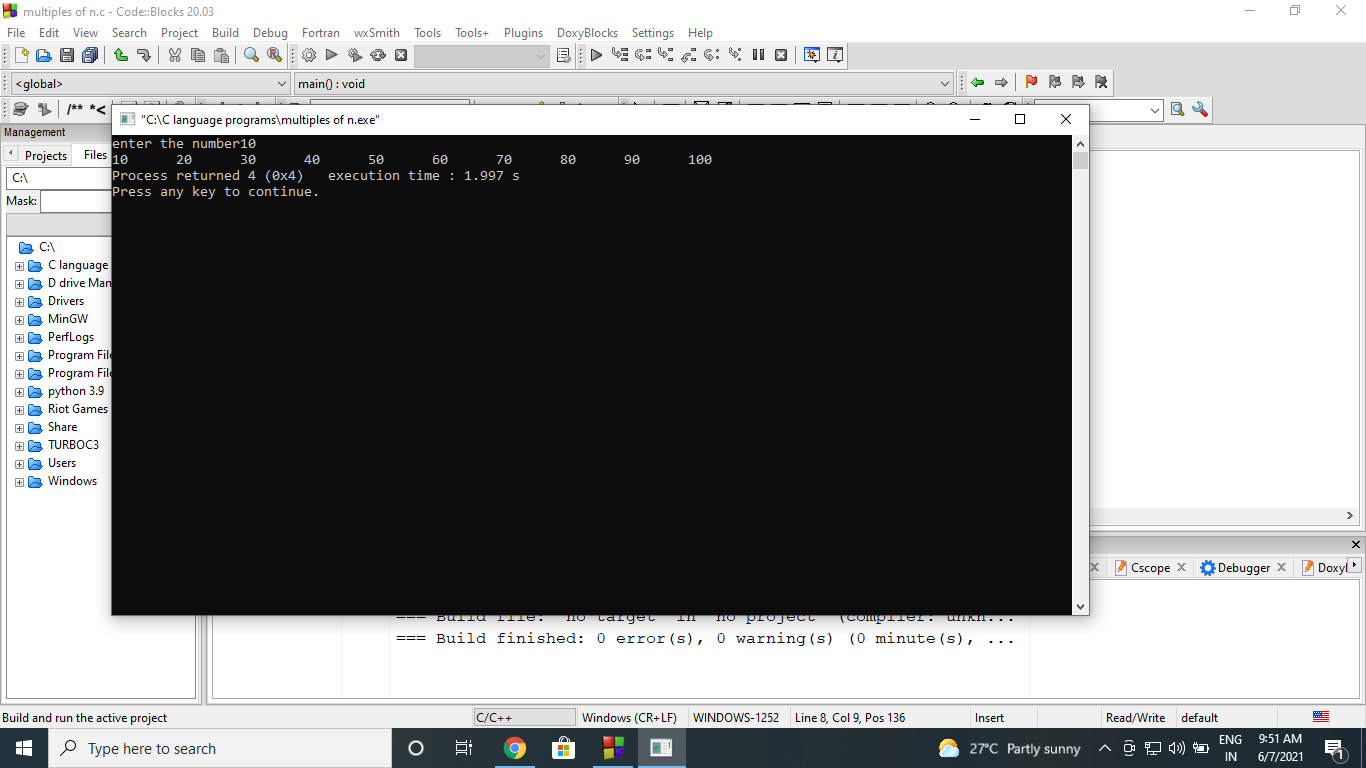 multiples of n.c - Code::Blocks 20.03
File Edit View Search Project Build Debug Fortran wxSmith Tools Tools+ Plugins DoxyBlocks Settings Help
<global> main() : void
/** *<
Management
Projects Files
C:\
Mask:
C:\
C language
D drive Man
Drivers
MinGW
PerfLogs
Program File
Program File
python 3.9
Riot Games
Share
TURBOC3
Users
Windows
"C:\C language programs\multiples of n.exe"
enter the number10
10 20 30 40 50 60 70 80 90 100
Process returned 4 (0x4) execution time : 1.997 s
Press any key to continue.
Cscope Debugger Doxyl
=== Build file: "no target" in "no project" (compiler: unkn...
=== Build finished: 0 error(s), 0 warning(s) (0 minute(s), ...
Build and run the active project C/C++ Windows (CR+LF) WINDOWS-1252 Line 8, Col 9, Pos 136 Insert Read/Write default
Type here to search
27°C Partly sunny
ENG
IN
9:51 AM
6/7/2021
1